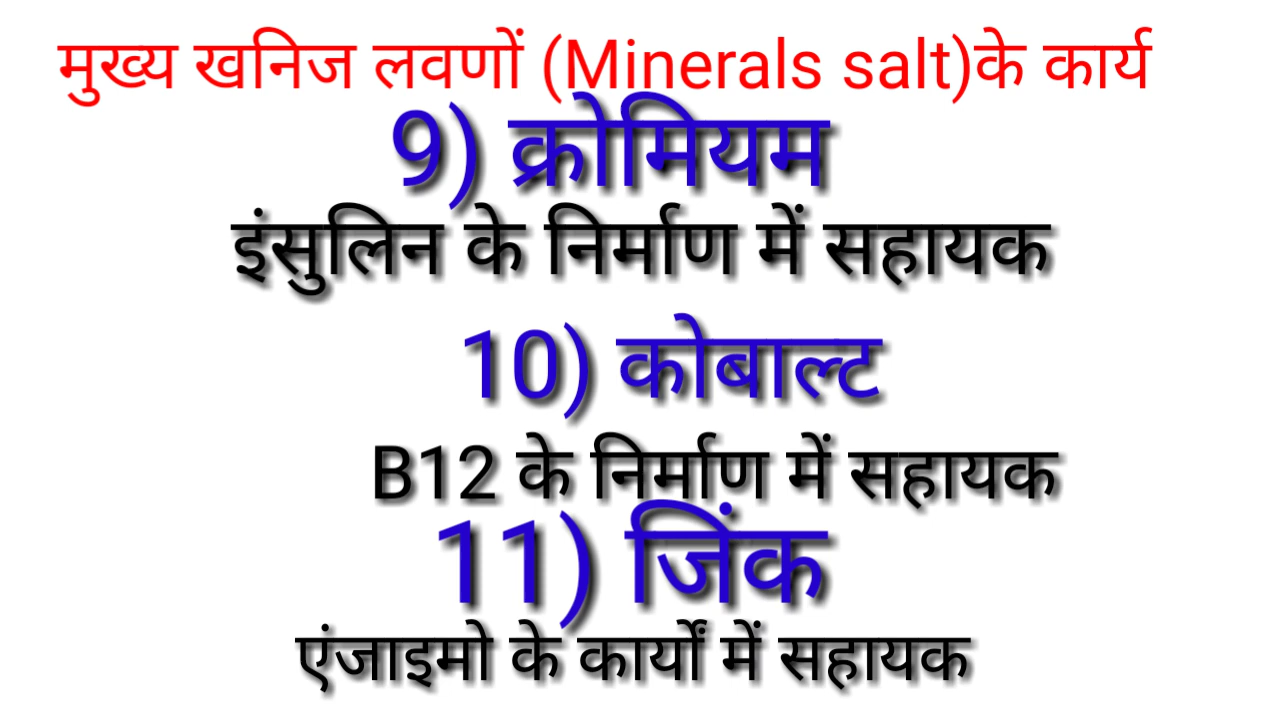 मुख्य खनिज लवणों (Minerals salt)के कार्य
9) क्रोमियम
इंसुलिन के निर्माण में सहायक
10) कोबाल्ट
B12 के निर्माण में सहायक
11) जिंक
एंजाइमो के कार्यों में सहायक